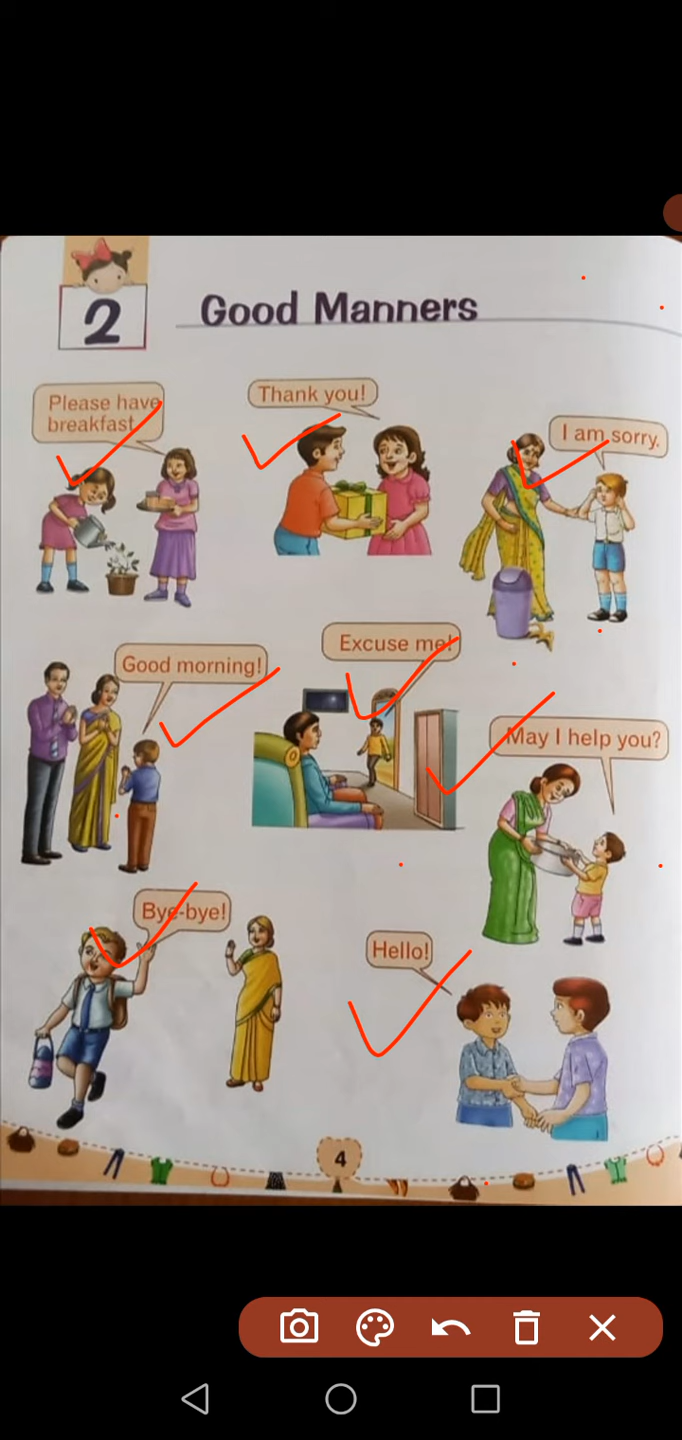 2
Good Manners
Please have
breakfast
Thank you!
I am sorry.
Good morning!
Excuse me!
May I help you?
Bye-bye!
Hello!
4